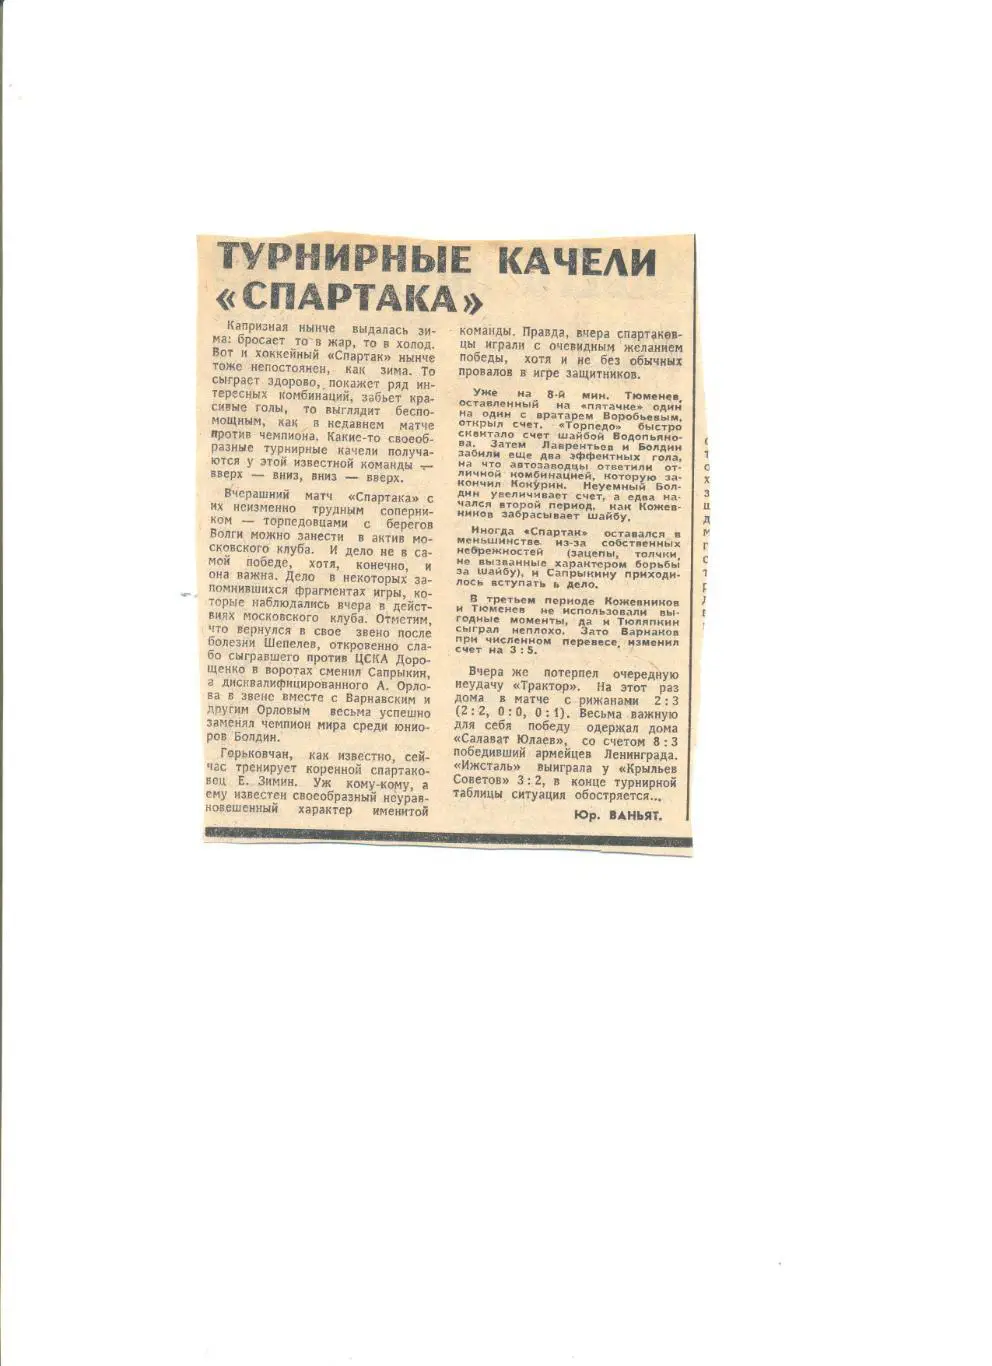 ТУРНИРНЫЕ КАЧЕЛИ
«СПАРТАКА»
Капризная нынче выдалась зи-
ма: бросает то в жар, то в холод.
Вот и хоккейный «Спартак» нынче
тоже непостоянен, как зима. То
сыграет здорово, покажет ряд ин-
тересных комбинаций, забьет кра-
сивые голы, то выглядит беспо-
мощным, как в недавнем матче
против чемпиона. Какие-то своеоб-
разные турнирные качели получа-
ются у этой известной команды —
вверх — вниз, вниз — вверх.
Вчерашний матч «Спартака» с
их неизменно трудным соперни-
ком — торпедовцами с берегов
Волги можно занести в актив мо-
сковского клуба. И дело не в са-
мой победе, хотя, конечно, и
она важна. Дело в некоторых за-
помнившихся фрагментах игры, ко-
торые наблюдались вчера в дейст-
виях московского клуба. Отметим,
что вернулся в свое звено после
болезни Шепелев, откровенно сла-
бо сыгравшего против ЦСКА Доро-
щенко в воротах сменил Сапрыкин,
а дисквалифицированного А. Орло-
ва в звене вместе с Варнавским и
другим Орловым весьма успешно
заменял чемпион мира среди юнио-
ров Болдин.
Горьковчан, как известно, сей-
час тренирует коренной спартако-
вец Е. Зимин. Уж кому-кому, а
ему известен своеобразный неурав-
новешенный характер именитой
команды. Правда, вчера спартаков-
цы играли с очевидным желанием
победы, хотя и не без обычных
провалов в игре защитников.
Уже на 8-й мин. Тюменев,
оставленный на «пятачке» один
на один с вратарем Воробьевым,
открыл счет. «Торпедо» быстро
сквитало счет шайбой Водопьяно-
ва. Затем Лаврентьев и Болдин
забили еще два эффектных гола,
на что автозаводцы ответили от-
личной комбинацией, которую за-
кончил Кокурин. Неуемный Бол-
дин увеличивает счет, а едва на-
чался второй период, как Кожев-
ников забрасывает шайбу.
Иногда «Спартак» оставался в
меньшинстве из-за собственных
небрежностей (зацепы, толчки,
не вызванные характером борьбы
за шайбу), и Сапрыкину приходи-
лось вступать в дело.
В третьем периоде Кожевников
и Тюменев не использовали вы-
годные моменты, да и Тюляпкин
сыграл неплохо. Зато Варнаков
при численном перевесе изменил
счет на 3:5.
Вчера же потерпел очередную
неудачу «Трактор». На этот раз
дома в матче с рижанами 2:3
(2:2, 0:0, 0:1). Весьма важную
для себя победу одержал дома
«Салават Юлаев», со счетом 8:3
победивший армейцев Ленинграда.
«Ижсталь» выиграла у «Крыльев
Советов» 3:2, в конце турнирной
таблицы ситуация обостряется...
Юр. ВАНЬЯТ.